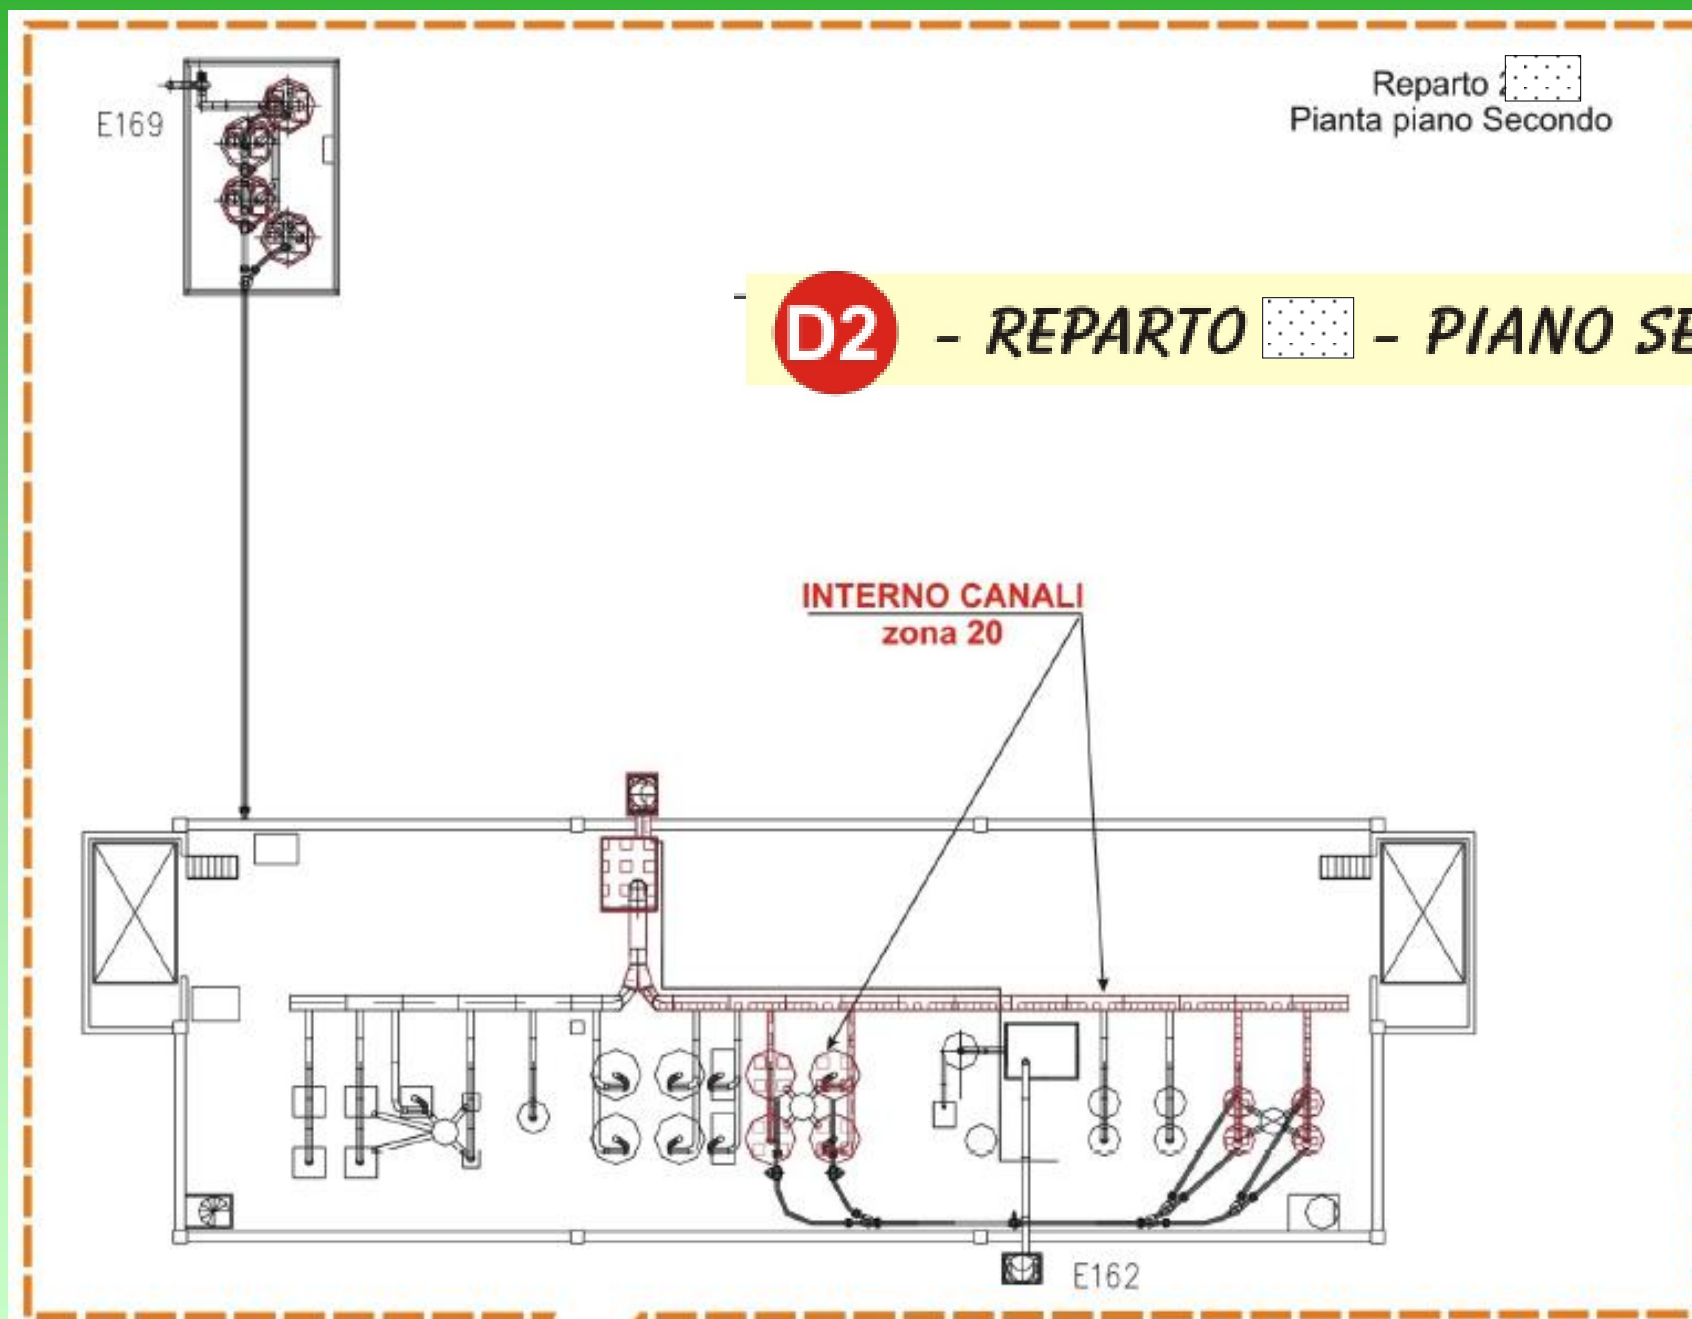 Reparto
Pianta piano Secondo
E169
D2 - REPARTO - PIANO
INTERNO CANALI
zona 20
E162